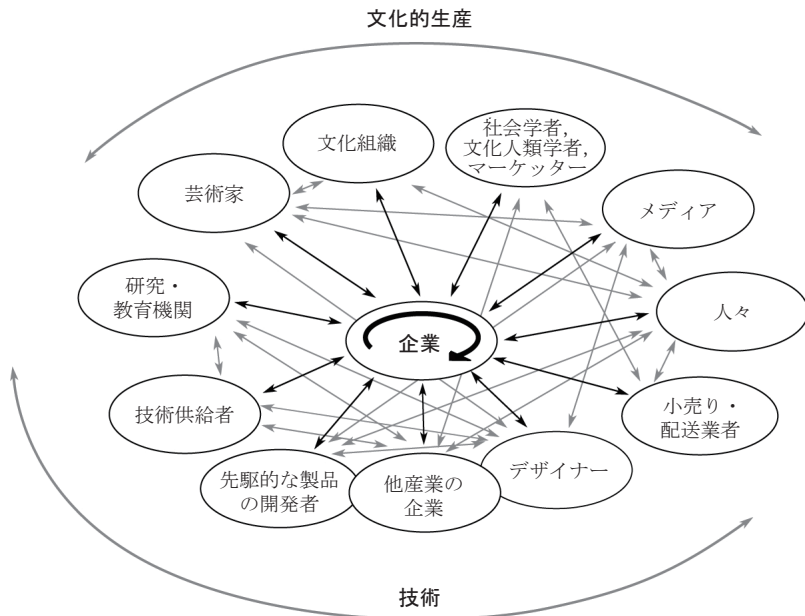 文化的生産
文化組織
社会学者,
文化人類学者,
マーケッター
芸術家
メディア
研究・
教育機関
人々
企業
技術供給者
小売り・
配送業者
先駆的な製品
の開発者
他産業の
企業
デザイナー
技術